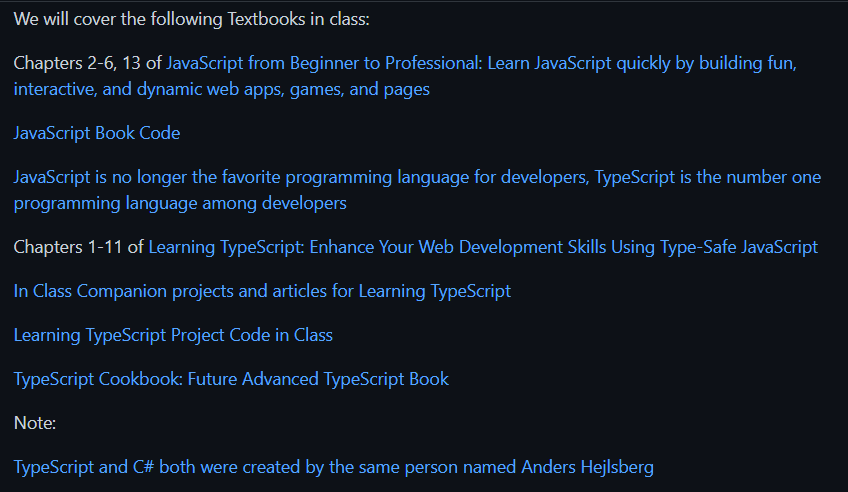 We will cover the following Textbooks in class:
Chapters 2-6, 13 of JavaScript from Beginner to Professional: Learn JavaScript quickly by building fun,
interactive, and dynamic web apps, games, and pages
JavaScript Book Code
JavaScript is no longer the favorite programming language for developers, TypeScript is the number one
programming language among developers
Chapters 1-11 of Learning TypeScript: Enhance Your Web Development Skills Using Type-Safe JavaScript
In Class Companion projects and articles for Learning TypeScript
Learning TypeScript Project Code in Class
TypeScript Cookbook: Future Advanced TypeScript Book
Note:
TypeScript and C# both were created by the same person named Anders Hejlsberg